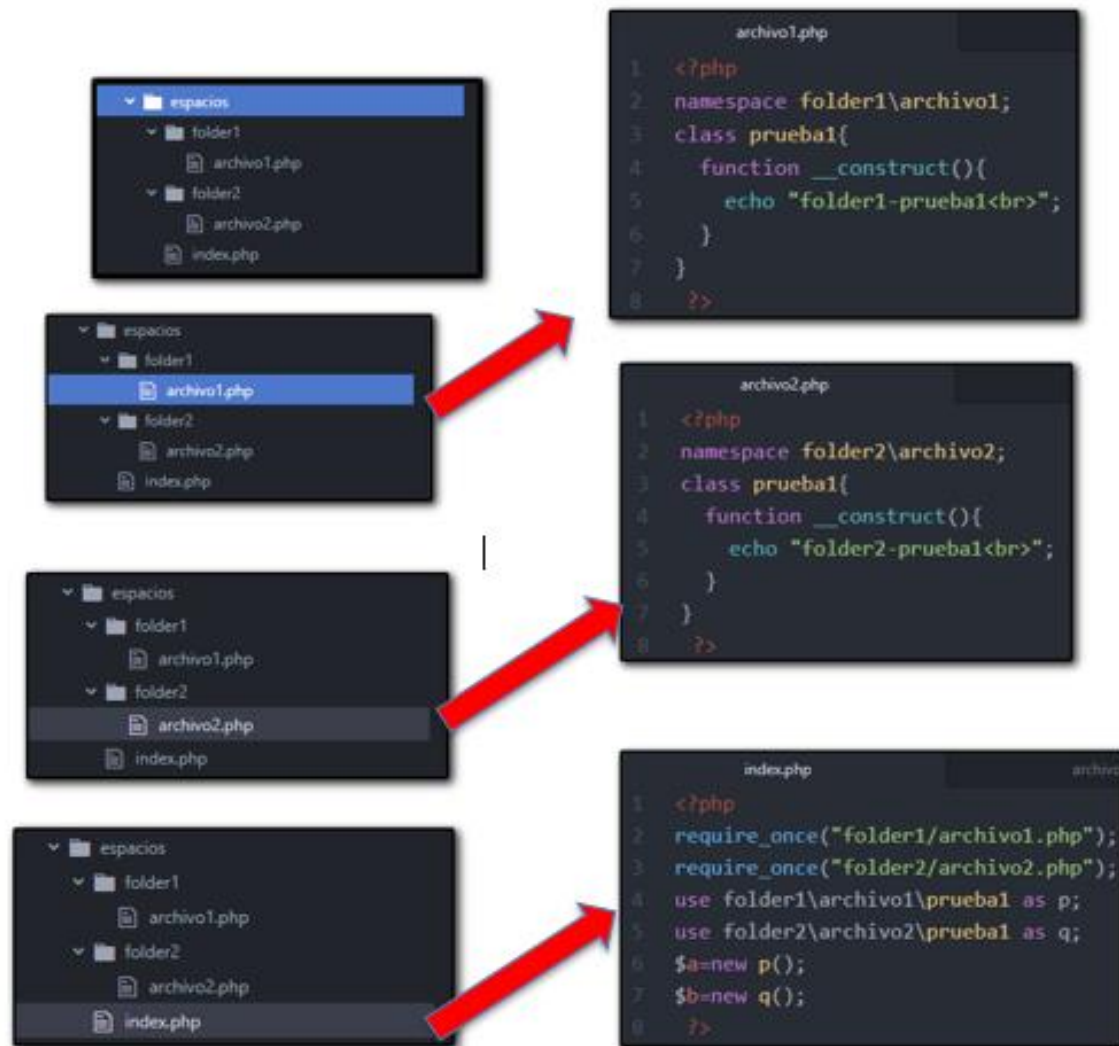 espacios
folder1
archivo1.php
folder2
archivo2.php
index.php
archivo1.php
1 <?php
2 namespace folder1\archivo1;
3 class prueba1{
4 function __construct(){
5 echo "folder1-prueba1<br>";
6 }
7 }
8 ?>
espacios
folder1
archivo1.php
folder2
archivo2.php
index.php
archivo2.php
1 <?php
2 namespace folder2\archivo2;
3 class prueba1{
4 function __construct(){
5 echo "folder2-prueba1<br>";
6 }
7 }
8 ?>
espacios
folder1
archivo1.php
folder2
archivo2.php
index.php
espacios
folder1
archivo1.php
folder2
archivo2.php
index.php
index.php archivo
1 <?php
2 require_once("folder1/archivo1.php");
3 require_once("folder2/archivo2.php");
4 use folder1\archivo1\prueba1 as p;
5 use folder2\archivo2\prueba1 as q;
6 $a=new p();
7 $b=new q();
8 ?>